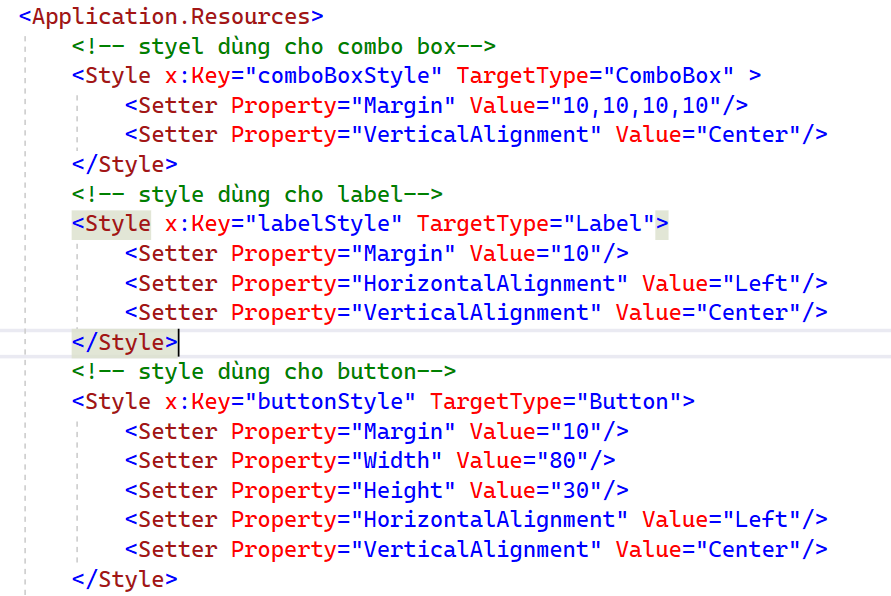 <Application.Resources>
<!-- styel dùng cho combo box-->
<Style x:Key="comboBoxStyle" TargetType="ComboBox" >
<Setter Property="Margin" Value="10,10,10,10"/>
<Setter Property="VerticalAlignment" Value="Center"/>
</Style>
<!-- style dùng cho label-->
<Style x:Key="labelStyle" TargetType="Label">
<Setter Property="Margin" Value="10"/>
<Setter Property="HorizontalAlignment" Value="Left"/>
<Setter Property="VerticalAlignment" Value="Center"/>
</Style>
<!-- style dùng cho button-->
<Style x:Key="buttonStyle" TargetType="Button">
<Setter Property="Margin" Value="10"/>
<Setter Property="Width" Value="80"/>
<Setter Property="Height" Value="30"/>
<Setter Property="HorizontalAlignment" Value="Left"/>
<Setter Property="VerticalAlignment" Value="Center"/>
</Style>